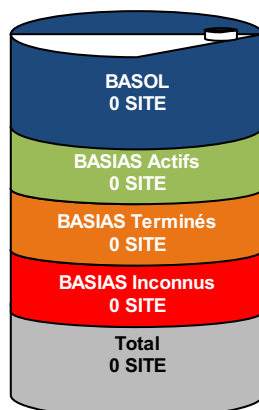 BASOL
0 SITE
BASIAS Actifs
0 SITE
BASIAS Terminés
0 SITE
BASIAS Inconnus
0 SITE
Total
0 SITE